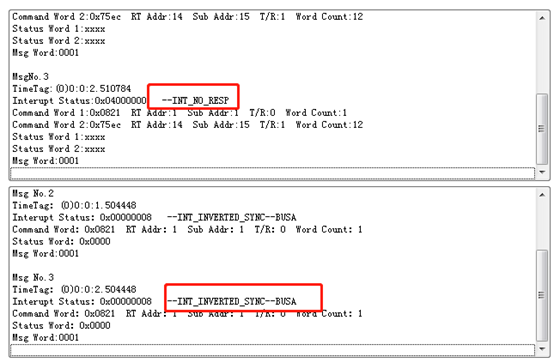 Command Word 2:0x75ec  RT Addr:14  Sub Addr:15  T/R:1  Word Count:12
Status Word 1:xxxx
Status Word 2:xxxx
Msg Word:0001
MsgNo.3
TimeTag:(0)0:0:2.510784
Interupt Status:0x04000000  --INT_NO_RESP
Command Word 1:0x0821  RT Addr:1  Sub Addr:1  T/R:0  Word Count:1
Command Word 2:0x75ec  RT Addr:14  Sub Addr:15  T/R:1  Word Count:12
Status Word 1:xxxx
Status Word 2:xxxx
Msg Word:0001
Msg No.2
TimeTag: (0)0:0:1.504448
Interupt Status: 0x00000008  --INT_INVERTED_SYNC--BUSA
Command Word: 0x0821  RT Addr: 1  Sub Addr: 1  T/R: 0  Word Count: 1
Status Word: 0x0000
Msg Word:0001
Msg No.3
TimeTag: (0)0:0:2.504448
Interupt Status: 0x00000008  --INT_INVERTED_SYNC--BUSA
Command Word: 0x0821  RT Addr: 1  Sub Addr: 1  T/R: 0  Word Count: 1
Status Word: 0x0000
Msg Word:0001